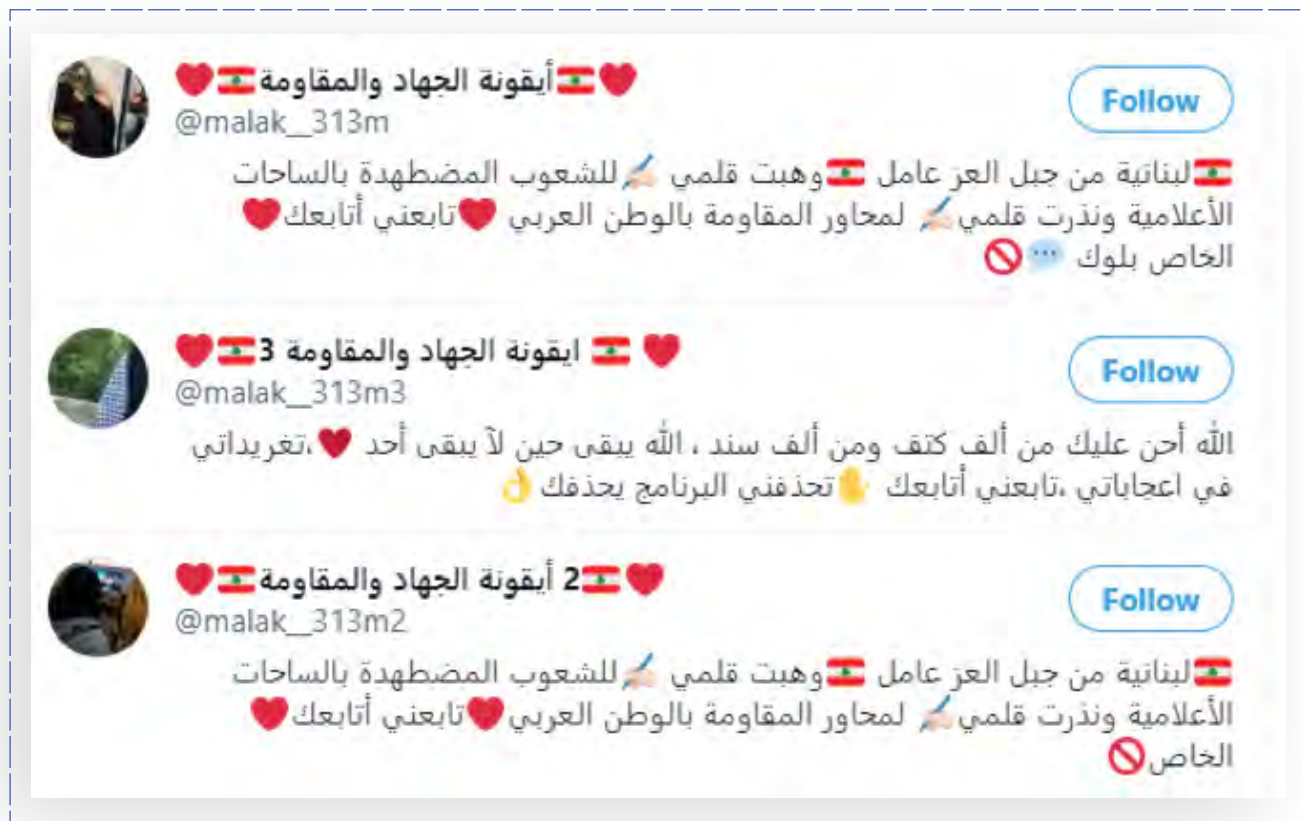 ❤️🇱🇧أيقونة الجهاد والمقاومة🇱🇧❤️
@malak__313m
Follow
🇱🇧لبنانية من جبل العز عامل 🇱🇧وهبت قلمي ✍🏻للشعوب المضطهدة بالساحات
الأعلامية ونذرت قلمي✍🏻 لمحاور المقاومة بالوطن العربي ❤️تابعني أتابعك❤️
الخاص بلوك 💬🚫
❤️ 🇱🇧 ايقونة الجهاد والمقاومة 3🇱🇧❤️
@malak__313m3
Follow
الله أحن عليك من ألف كتف ومن ألف سند ، الله يبقى حين لآ يبقى أحد ❤️،تغريداتي
في اعجاباتي ،تابعني أتابعك ✋تحذفني البرنامج يحذفك👌
❤️🇱🇧2 أيقونة الجهاد والمقاومة🇱🇧❤️
@malak__313m2
Follow
🇱🇧لبنانية من جبل العز عامل 🇱🇧وهبت قلمي ✍🏻للشعوب المضطهدة بالساحات
الأعلامية ونذرت قلمي✍🏻 لمحاور المقاومة بالوطن العربي❤️تابعني أتابعك❤️
الخاص🚫